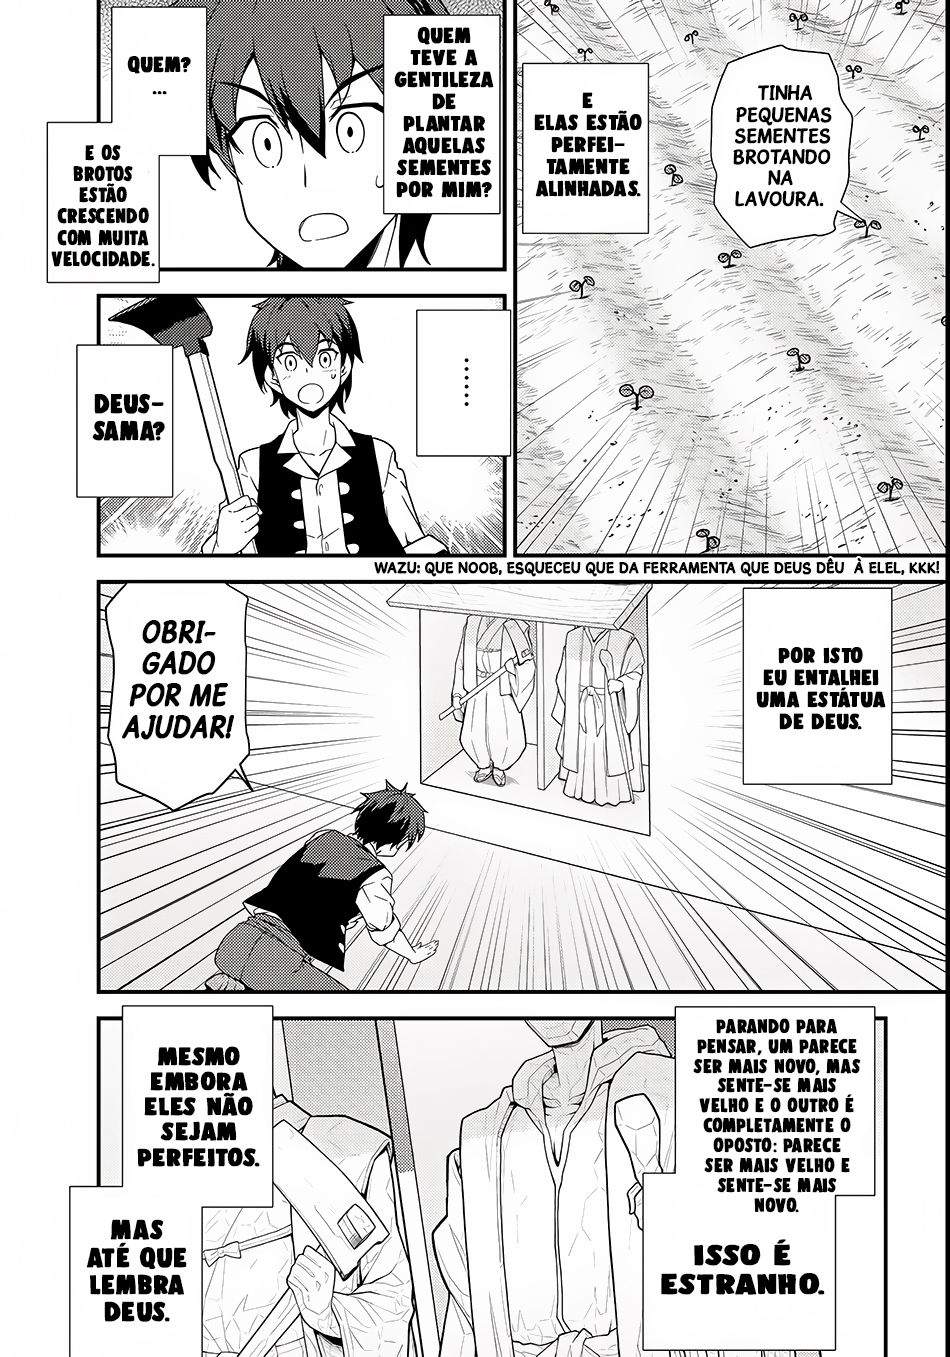 TINHA
PEQUENAS
SEMENTES
BROTANDO
NA
LAVOURA.
E
ELAS ESTÃO
PERFEI-
TAMENTE
ALINHADAS.
QUEM
TEVE A
GENTILEZA
DE
PLANTAR
AQUELAS
SEMENTES
POR MIM?
QUEM?
...
E OS
BROTOS
ESTÃO
CRESCENDO
COM MUITA
VELOCIDADE.
......
DEUS-
SAMA?
WAZU: QUE NOOB, ESQUECEU QUE DA FERRAMENTA QUE DEUS DÊU À ELEL, KKK!
POR ISTO
EU ENTALHEI
UMA ESTÁTUA
DE DEUS.
OBRI-
GADO
POR ME
AJUDAR!
PARANDO PARA
PENSAR, UM PARECE
SER MAIS NOVO, MAS
SENTE-SE MAIS
VELHO E O OUTRO É
COMPLETAMENTE O
OPOSTO: PARECE
SER MAIS VELHO E
SENTE-SE MAIS
NOVO.
ISSO É
ESTRANHO.
MESMO
EMBORA
ELES NÃO
SEJAM
PERFEITOS.
MAS
ATÉ QUE
LEMBRA
DEUS.